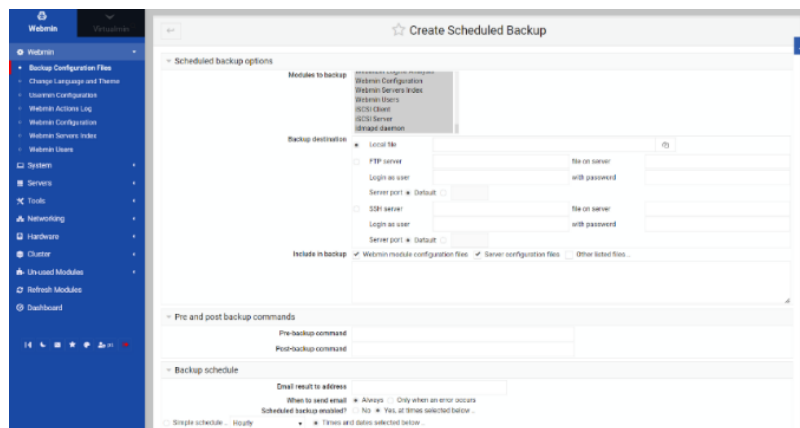 Webmin
Virtualmin
Webmin
Backup Configuration Files
Change Language and Theme
Usermin Configuration
Webmin Actions Log
Webmin Configuration
Webmin Servers Index
Webmin Users
System
Servers
Tools
Networking
Hardware
Cluster
Un-used Modules
Refresh Modules
Dashboard
Create Scheduled Backup
Scheduled backup options
Modules to backup
Webmin Configuration
Webmin Servers Index
Webmin Users
iSCSI Client
iSCSI Server
idmapd daemon
Backup destination
Local file
FTP server file on server
Login as user with password
Server port Default
SSH server file on server
Login as user with password
Server port Default
Include in backup Webmin module configuration files Server configuration files Other listed files...
Pre and post backup commands
Pre-backup command
Post-backup command
Backup schedule
Email result to address
When to send email Always Only when an error occurs
Scheduled backup enabled? No Yes, at times selected below ..
Simple schedule .. Hourly Times and dates selected below ..